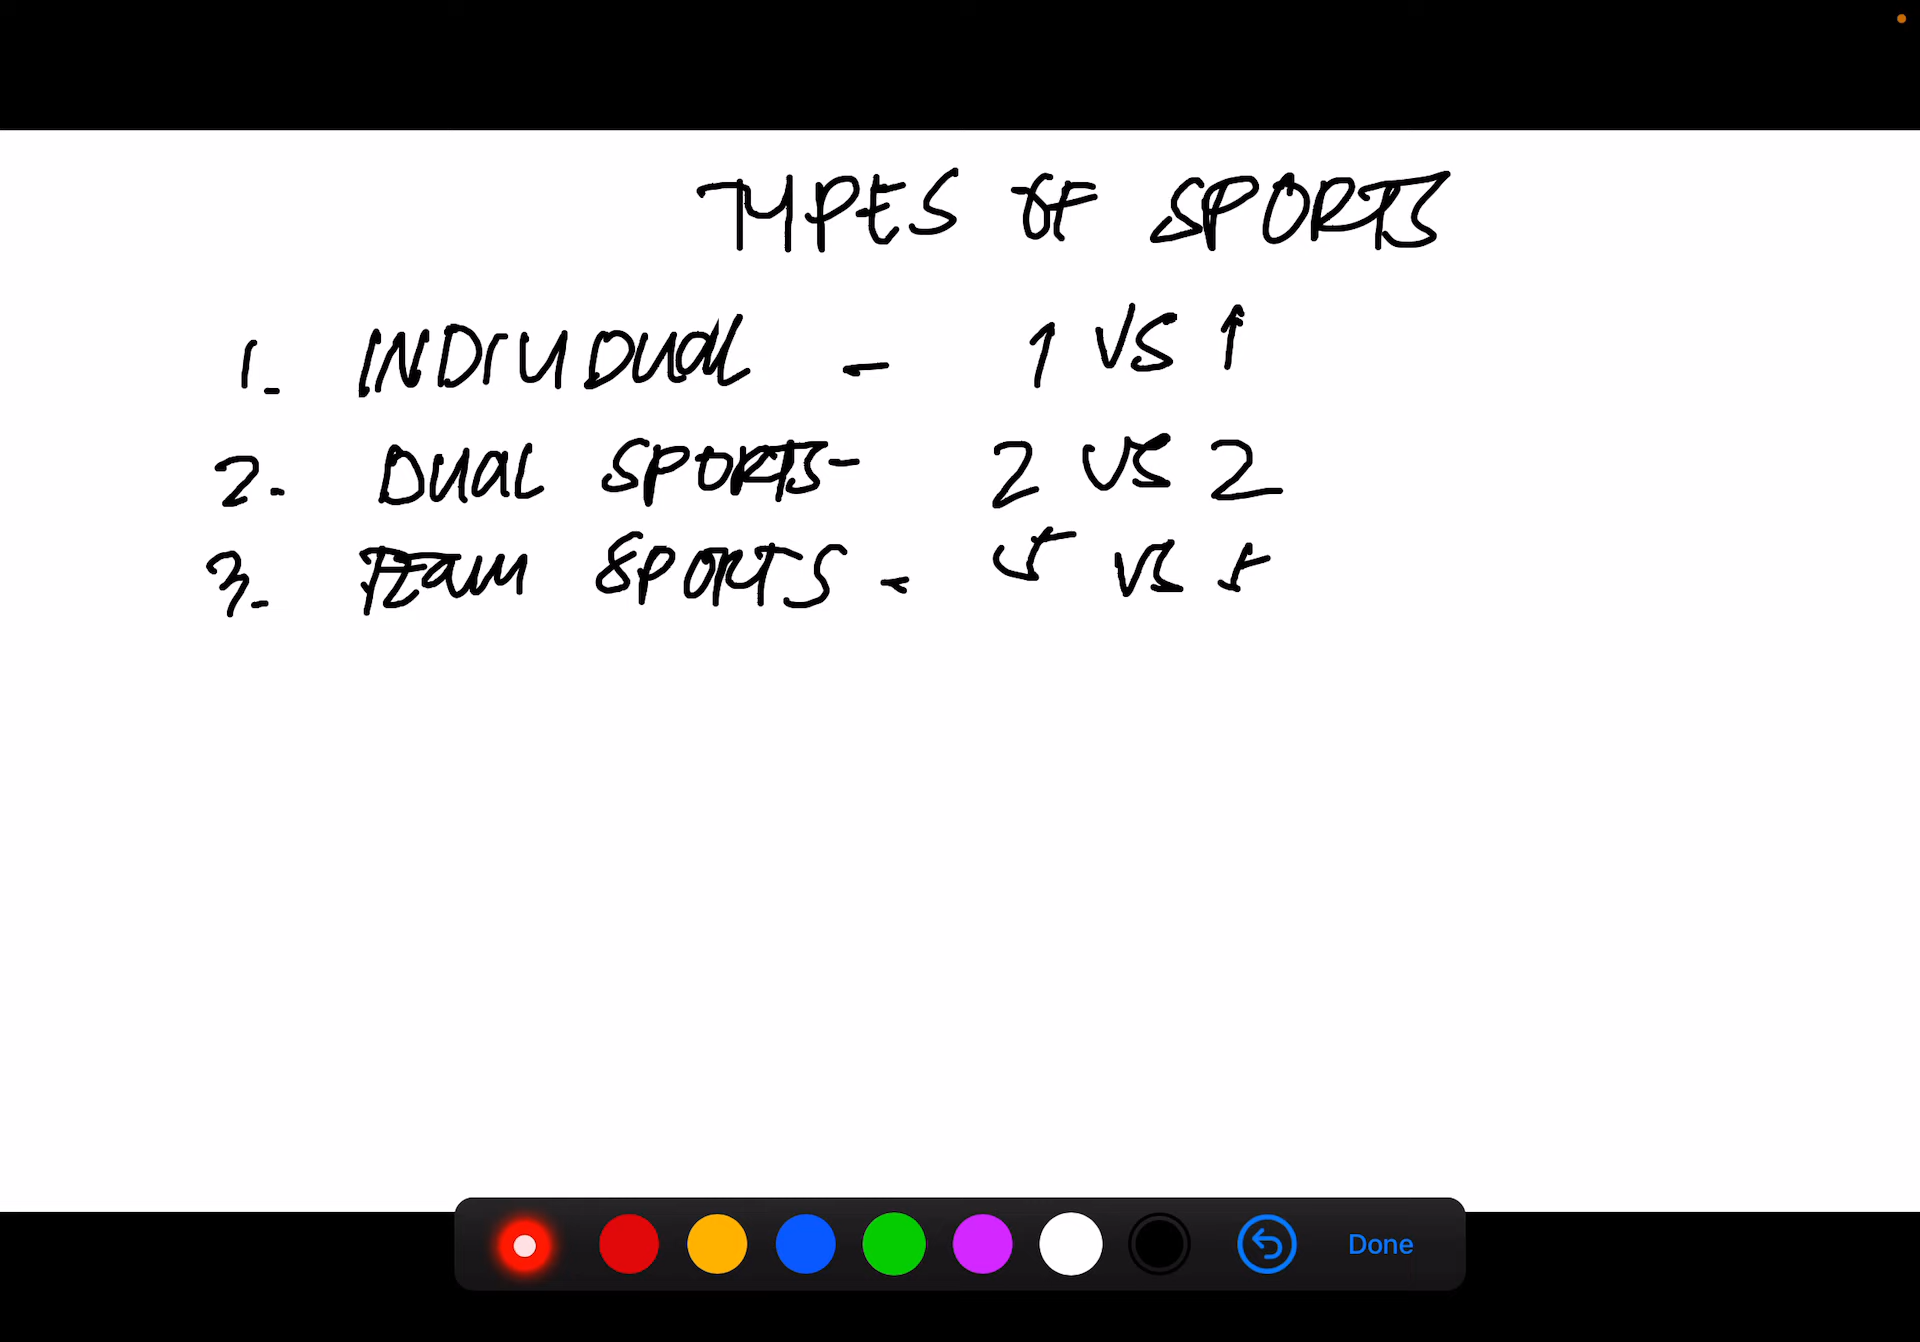 TYPES OF SPORTS
1. INDIVIDUAL - 1 VS 1
2. DUAL SPORTS - 2 VS 2
3. TEAM SPORTS - 5 VS 5
Done